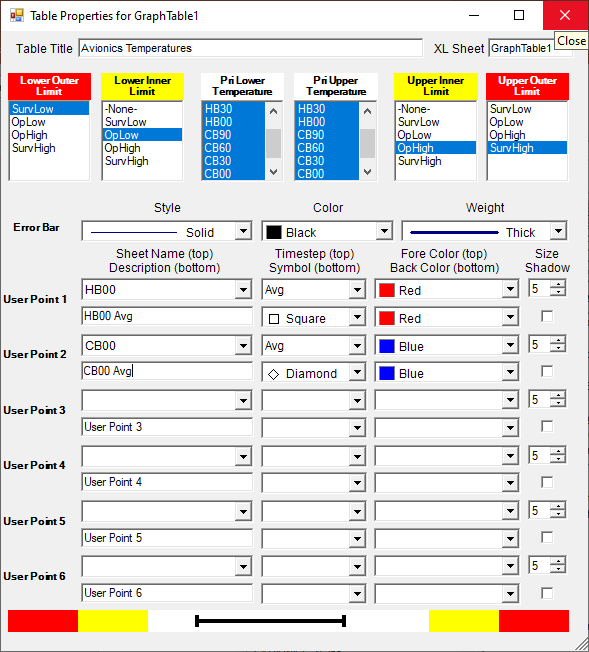 Table Properties for GraphTable1
Close
Table Title Avionics Temperatures XL Sheet GraphTable1
Lower Outer Limit
SurvLow
OpLow
OpHigh
SurvHigh
Lower Inner Limit
-None-
SurvLow
OpLow
OpHigh
SurvHigh
Pri Lower Temperature
HB30
HB00
CB90
CB60
CB30
CB00
Pri Upper Temperature
HB30
HB00
CB90
CB60
CB30
CB00
Upper Inner Limit
-None-
SurvLow
OpLow
OpHigh
SurvHigh
Upper Outer Limit
SurvLow
OpLow
OpHigh
SurvHigh
Style Color Weight
Error Bar Solid Black Thick
Sheet Name (top) Timestep (top) Fore Color (top) Size
Description (bottom) Symbol (bottom) Back Color (bottom) Shadow
User Point 1
HB00 Avg Red 5
HB00 Avg Square Red
User Point 2
CB00 Avg Blue 5
CB00 Avg Diamond Blue
User Point 3
5
User Point 3
User Point 4
5
User Point 4
User Point 5
5
User Point 5
User Point 6
5
User Point 6